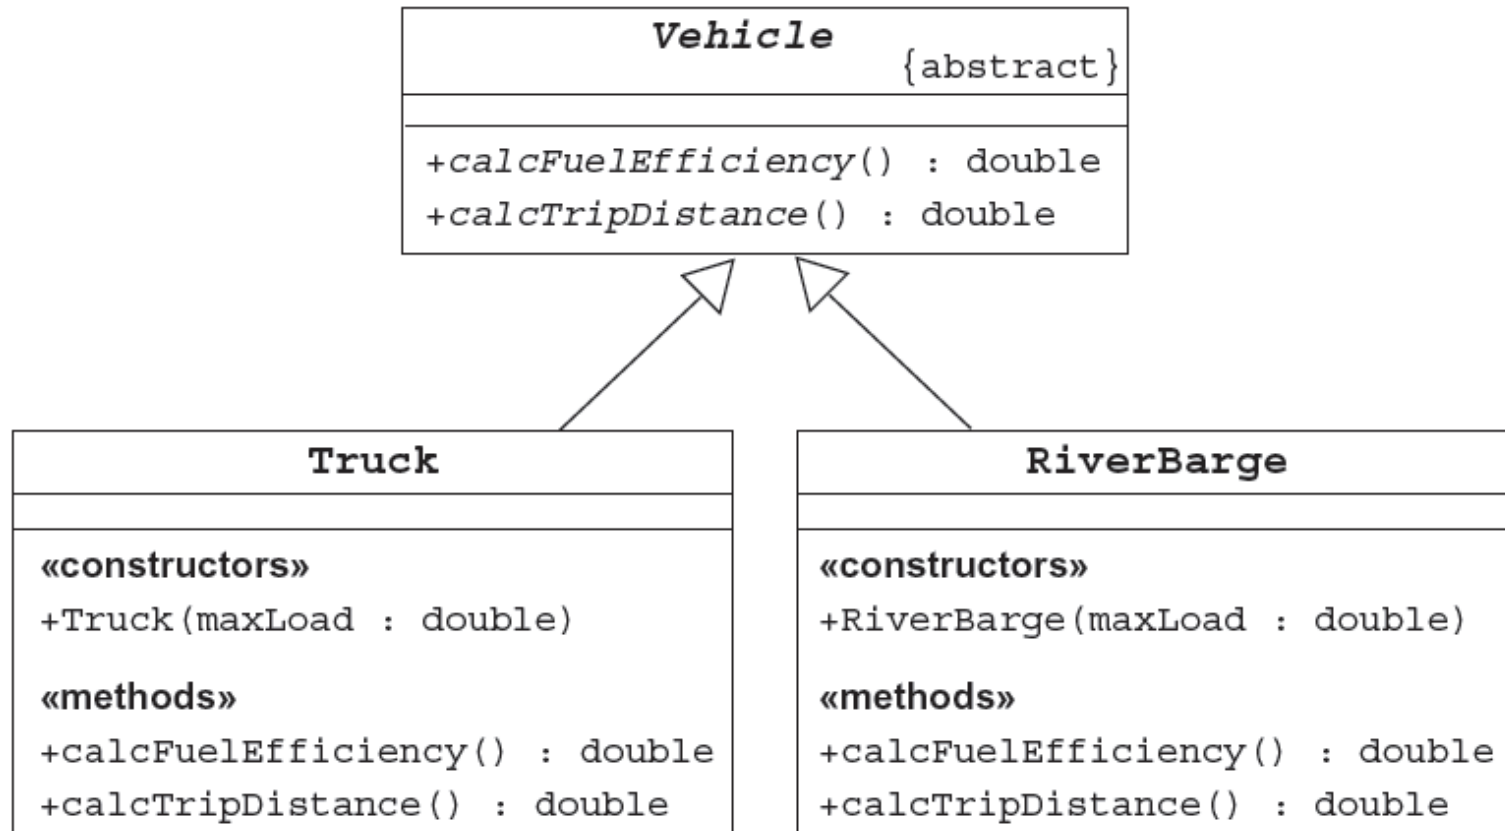 Vehicle
{abstract}
+calcFuelEfficiency() : double
+calcTripDistance() : double
Truck
«constructors»
+Truck(maxLoad : double)
«methods»
+calcFuelEfficiency() : double
+calcTripDistance() : double
RiverBarge
«constructors»
+RiverBarge(maxLoad : double)
«methods»
+calcFuelEfficiency() : double
+calcTripDistance() : double